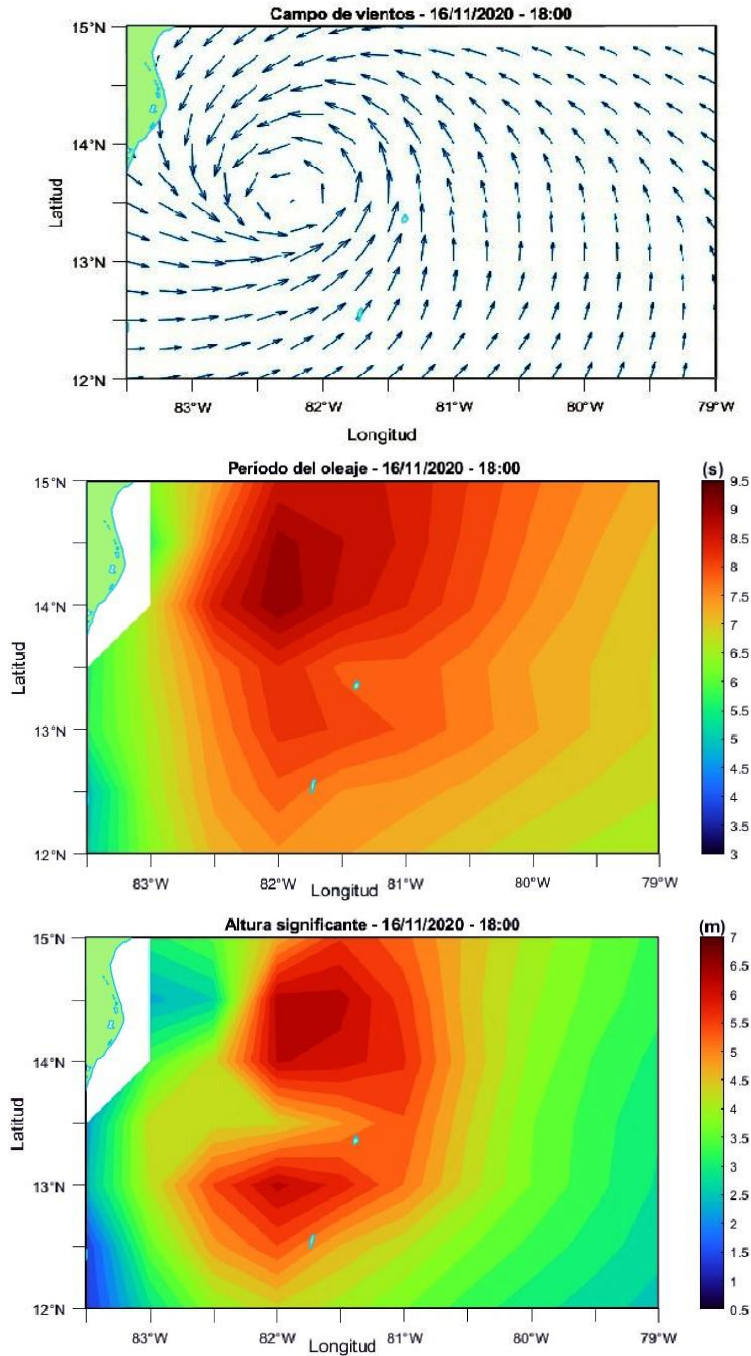 Campo de vientos - 16/11/2020 - 18:00
15°N
14°N
13°N
12°N
Latitud
83°W 82°W 81°W 80°W 79°W
Longitud
Período del oleaje - 16/11/2020 - 18:00
(s)
15°N
14°N
13°N
12°N
Latitud
83°W 82°W 81°W 80°W 79°W
Longitud
9.5
9
8.5
8
7.5
7
6.5
6
5.5
5
4.5
4
3.5
3
Altura significante - 16/11/2020 - 18:00
(m)
15°N
14°N
13°N
12°N
Latitud
83°W 82°W 81°W 80°W 79°W
Longitud
7
6.5
6
5.5
5
4.5
4
3.5
3
2.5
2
1.5
1
0.5